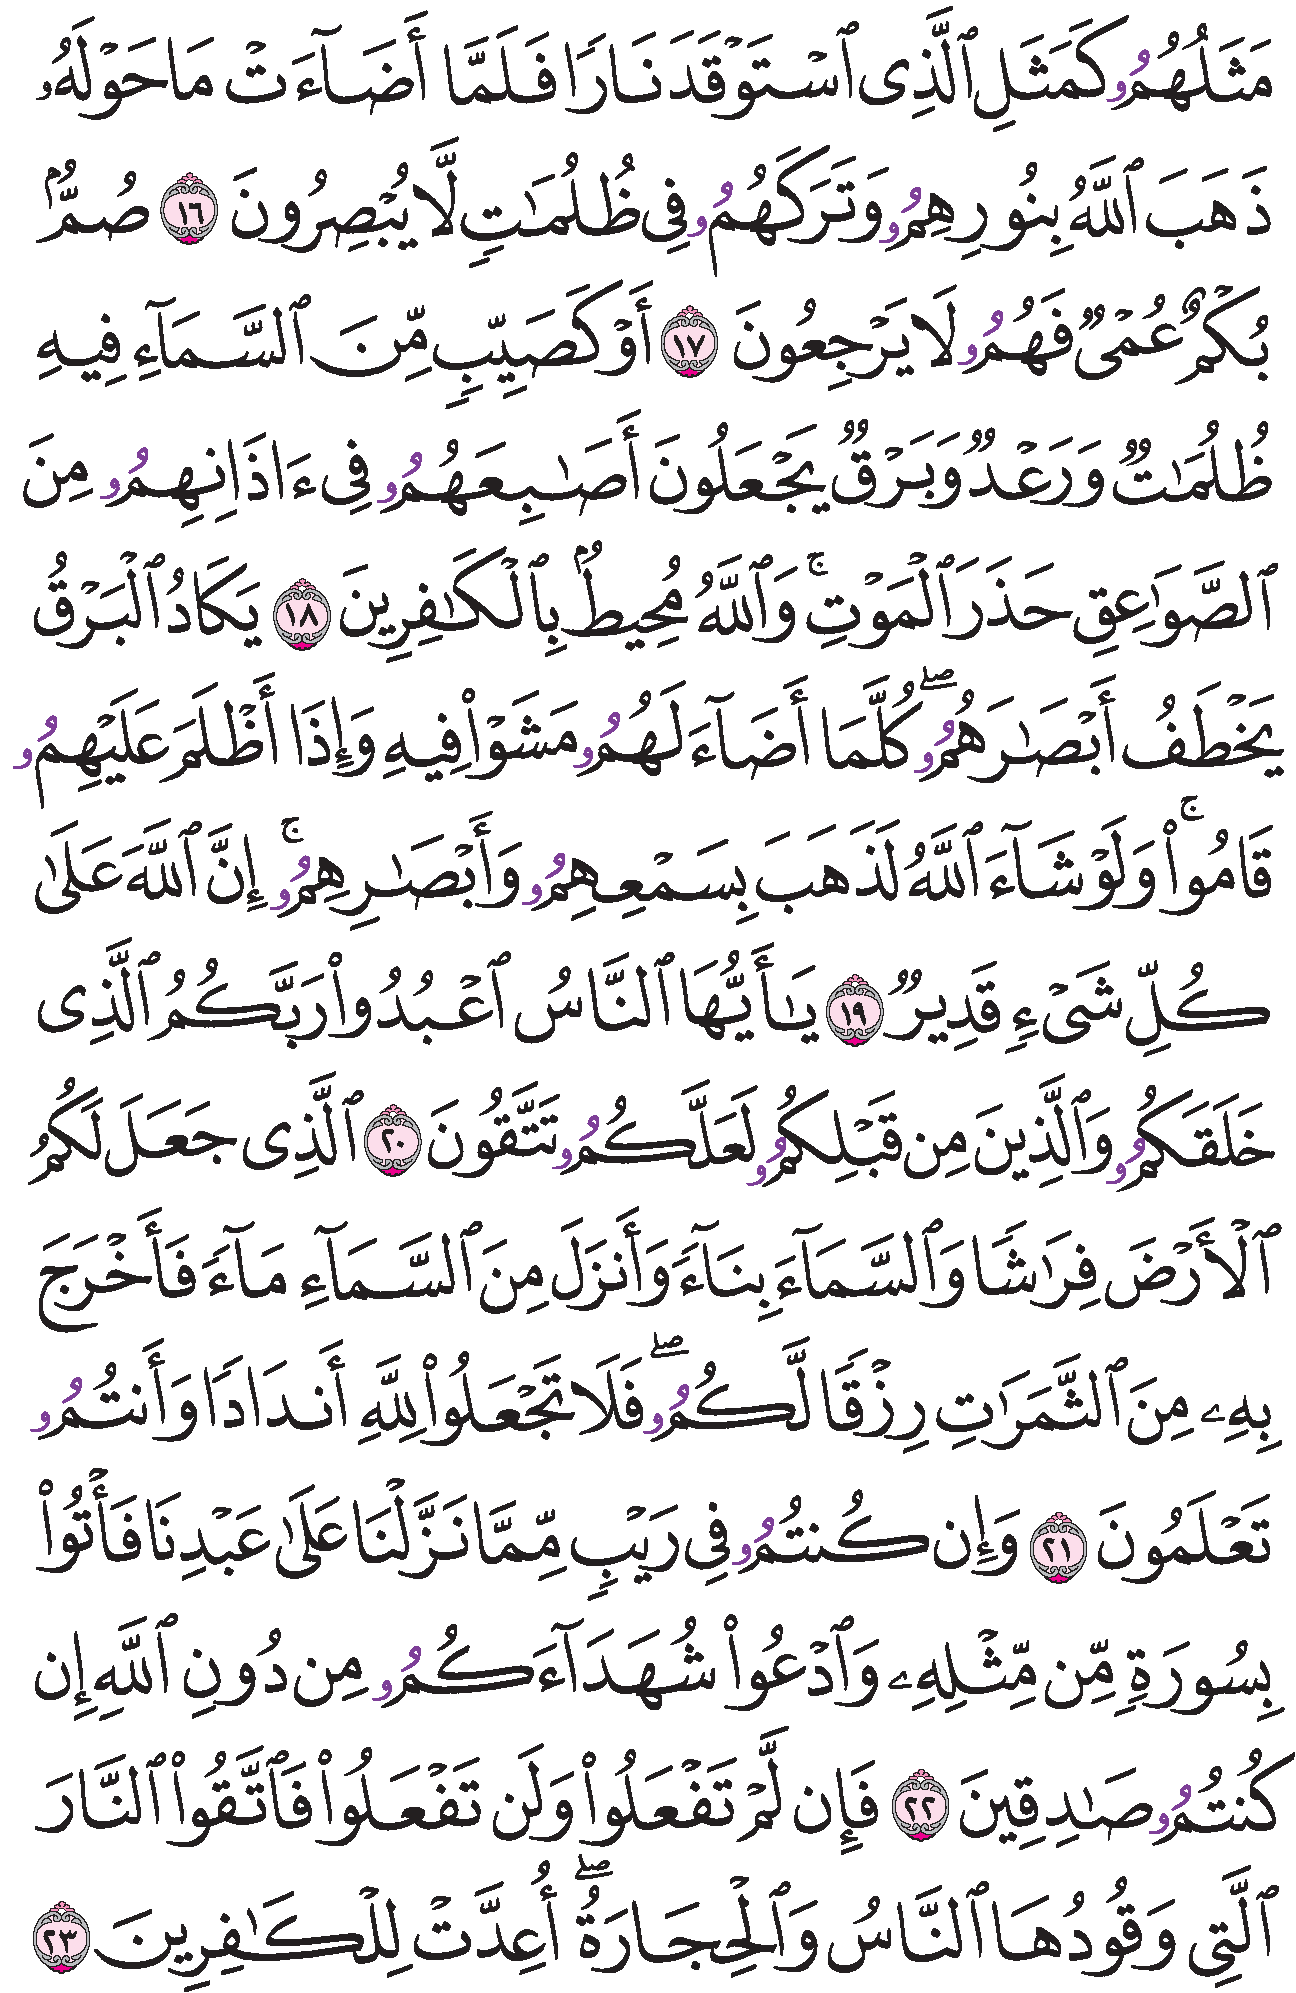 مَثَلُهُمُۥ كَمَثَلِ ٱلَّذِى ٱسْتَوْقَدَ نَارًا فَلَمَّا أَضَآءَتْ مَا حَوْلَهُۥ
ذَهَبَ ٱللَّهُ بِنُورِهِمُۥ وَتَرَكَهُمُۥ فِى ظُلُمَٰتٍ لَّا يُبْصِرُونَ ١٦ صُمُّۢ
بُكْمٌ عُمْىٌ فَهُمُۥ لَا يَرْجِعُونَ ١٧ أَوْ كَصَيِّبٍ مِّنَ ٱلسَّمَآءِ فِيهِ
ظُلُمَٰتٌ وَرَعْدٌ وَبَرْقٌ يَجْعَلُونَ أَصَٰبِعَهُمُۥ فِىٓ ءَاذَانِهِمُۥ مِنَ
ٱلصَّوَٰعِقِ حَذَرَ ٱلْمَوْتِ ۚ وَٱللَّهُ مُحِيطٌۢ بِٱلْكَٰفِرِينَ ١٨ يَكَادُ ٱلْبَرْقُ
يَخْطَفُ أَبْصَٰرَهُمُۥ ۖ كُلَّمَا أَضَآءَ لَهُمُۥ مَشَوْا۟ فِيهِ وَإِذَا أَظْلَمَ عَلَيْهِمُۥ
قَامُوا۟ ۚ وَلَوْ شَآءَ ٱللَّهُ لَذَهَبَ بِسَمْعِهِمُۥ وَأَبْصَٰرِهِمُۥ ۚ إِنَّ ٱللَّهَ عَلَىٰ
كُلِّ شَىْءٍ قَدِيرٌ ١٩ يَٰأَيُّهَا ٱلنَّاسُ ٱعْبُدُوا۟ رَبَّكُمُ ٱلَّذِى
خَلَقَكُمُۥ وَٱلَّذِينَ مِن قَبْلِكُمُۥ لَعَلَّكُمُۥ تَتَّقُونَ ٢٠ ٱلَّذِى جَعَلَ لَكُمُ
ٱلْأَرْضَ فِرَٰشًا وَٱلسَّمَآءَ بِنَآءً وَأَنزَلَ مِنَ ٱلسَّمَآءِ مَآءً فَأَخْرَجَ
بِهِۦ مِنَ ٱلثَّمَرَٰتِ رِزْقًا لَّكُمُۥ ۖ فَلَا تَجْعَلُوا۟ لِلَّهِ أَندَادًا وَأَنتُمُۥ
تَعْلَمُونَ ٢١ وَإِن كُنتُمُۥ فِى رَيْبٍ مِّمَّا نَزَّلْنَا عَلَىٰ عَبْدِنَا فَأْتُوا۟
بِسُورَةٍ مِّن مِّثْلِهِۦ وَٱدْعُوا۟ شُهَدَآءَكُمُۥ مِن دُونِ ٱللَّهِ إِن
كُنتُمُۥ صَٰدِقِينَ ٢٢ فَإِن لَّمْ تَفْعَلُوا۟ وَلَن تَفْعَلُوا۟ فَٱتَّقُوا۟ ٱلنَّارَ
ٱلَّتِى وَقُودُهَا ٱلنَّاسُ وَٱلْحِجَارَةُ ۖ أُعِدَّتْ لِلْكَٰفِرِينَ ٢٣